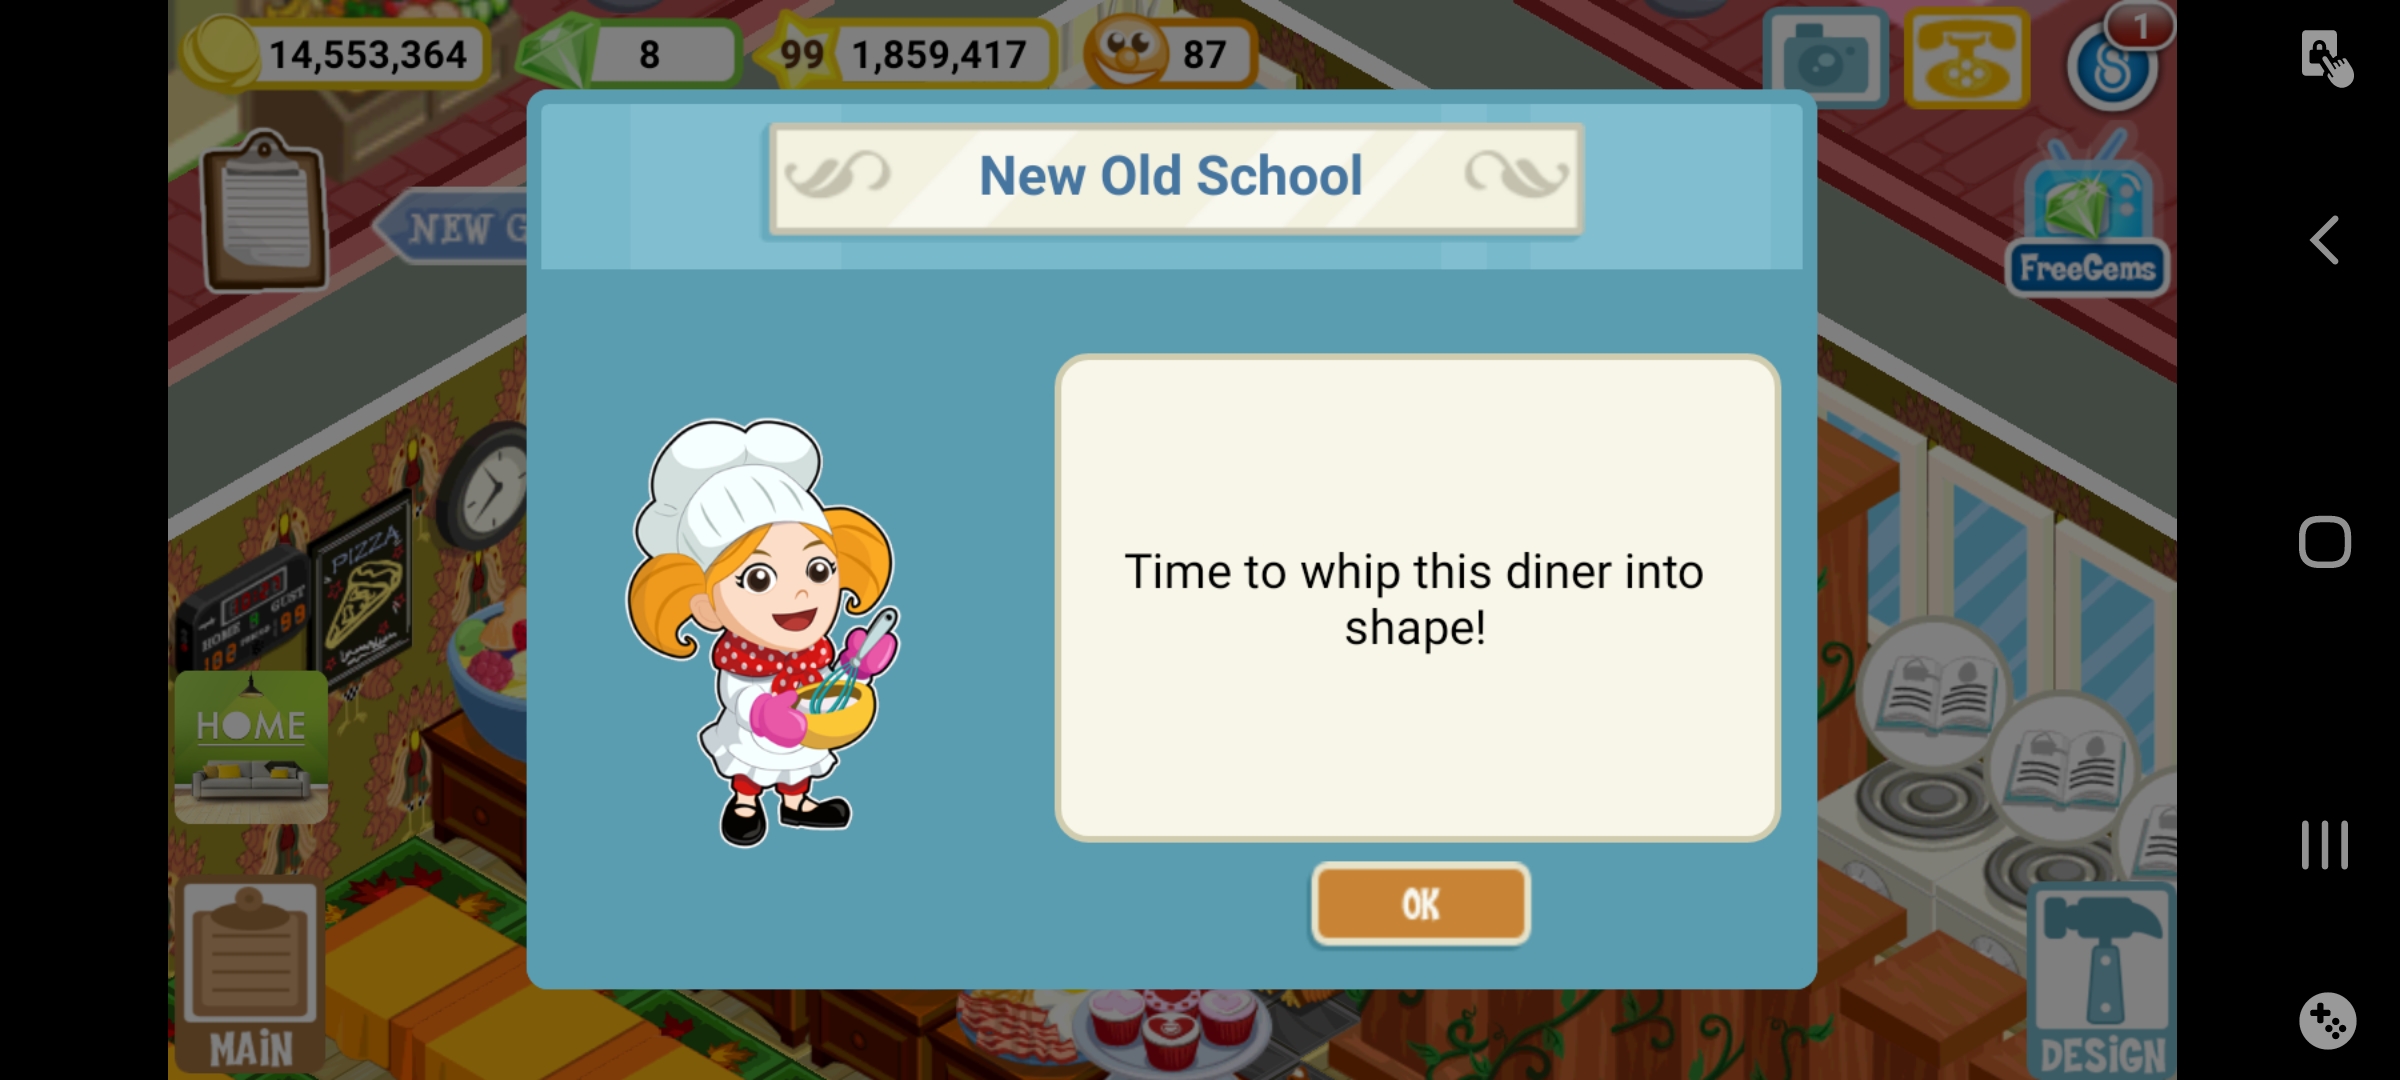 14,553,364
8
99
1,859,417
87
1
New Old School
NEW G
FreeGems
Time to whip this diner into
shape!
PIZZA
HOME
HOME
OK
MAIN
DESIGN